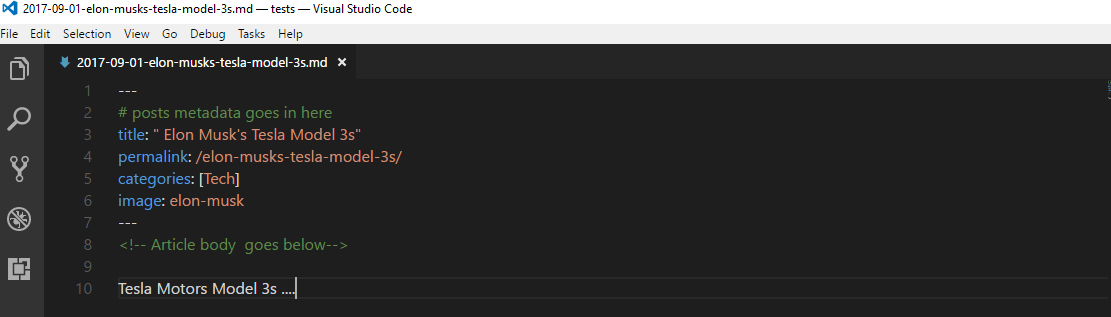 2017-09-01-elon-musks-tesla-model-3s.md — tests — Visual Studio Code
File Edit Selection View Go Debug Tasks Help
2017-09-01-elon-musks-tesla-model-3s.md ×
1 ---
2 # posts metadata goes in here
3 title: " Elon Musk's Tesla Model 3s"
4 permalink: /elon-musks-tesla-model-3s/
5 categories: [Tech]
6 image: elon-musk
7 ---
8 <!-- Article body  goes below-->
9
10 Tesla Motors Model 3s ....